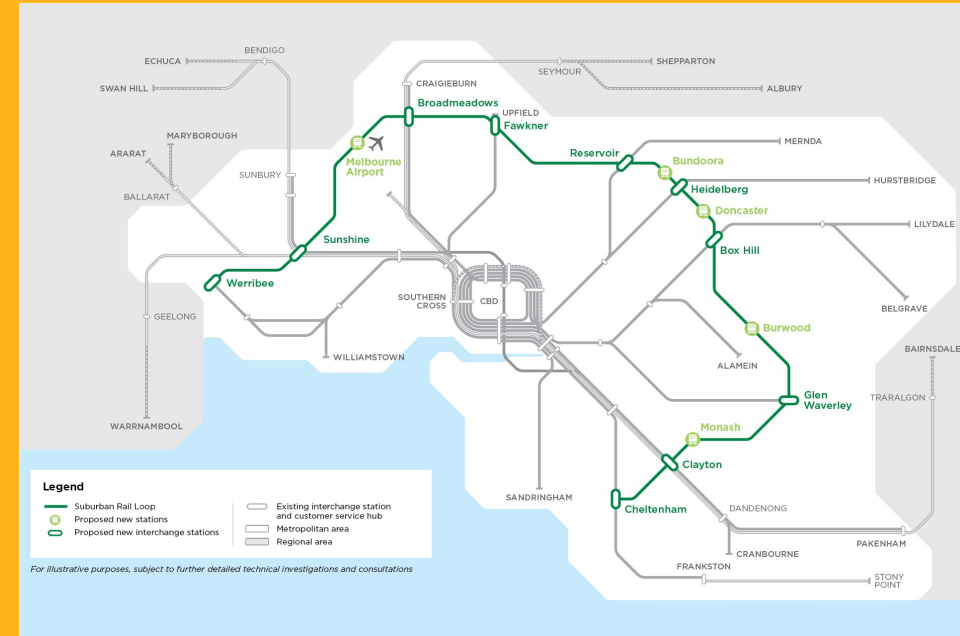 BENDIGO
ECHUCA
SWAN HILL
SHEPPARTON
SEYMOUR
ALBURY
CRAIGIEBURN
Broadmeadows
UPFIELD
Fawkner
MARYBOROUGH
ARARAT
BALLARAT
SUNBURY
Melbourne
Airport
Reservoir
MERNDA
Bundoora
HURSTBRIDGE
Heidelberg
Doncaster
LILYDALE
Box Hill
Sunshine
Werribee
SOUTHERN
CROSS
CBD
GEELONG
BELGRAVE
Burwood
WILLIAMSTOWN
ALAMEIN
BAIRNSDALE
TRARALGON
Glen
Waverley
WARRNAMBOOL
Monash
Clayton
SANDRINGHAM
Cheltenham
DANDENONG
PAKENHAM
CRANBOURNE
FRANKSTON
STONY
POINT
Legend
Suburban Rail Loop
Proposed new stations
Proposed new interchange stations
Existing interchange station
and customer service hub
Metropolitan area
Regional area
For illustrative purposes, subject to further detailed technical investigations and consultations